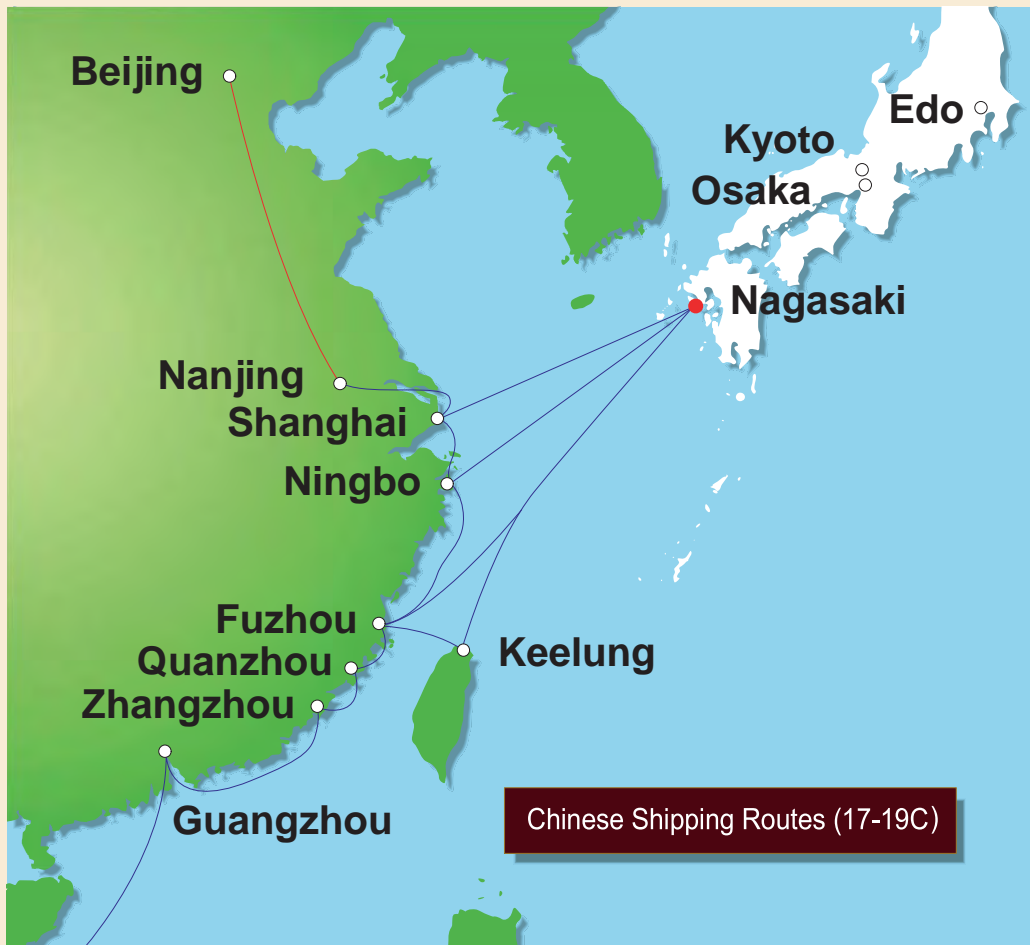 Beijing
Edo
Kyoto
Osaka
Nagasaki
Nanjing
Shanghai
Ningbo
Fuzhou
Keelung
Quanzhou
Zhangzhou
Guangzhou
Chinese Shipping Routes (17-19C)